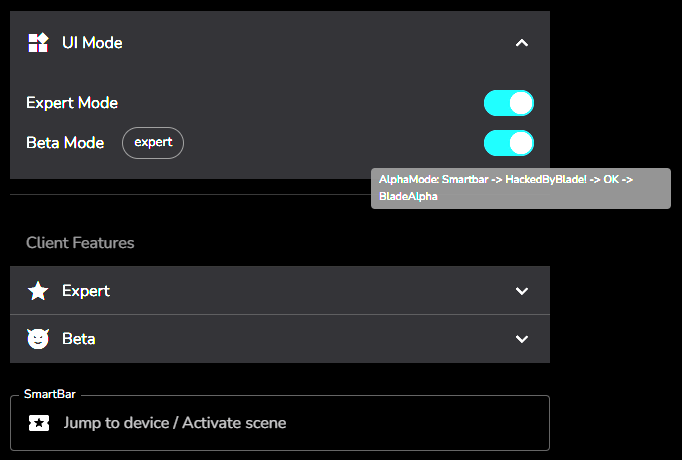 UI Mode
Expert Mode
Beta Mode expert
AlphaMode: Smartbar -> HackedByBlade! -> OK ->
BladeAlpha
Client Features
Expert
Beta
SmartBar
Jump to device / Activate scene